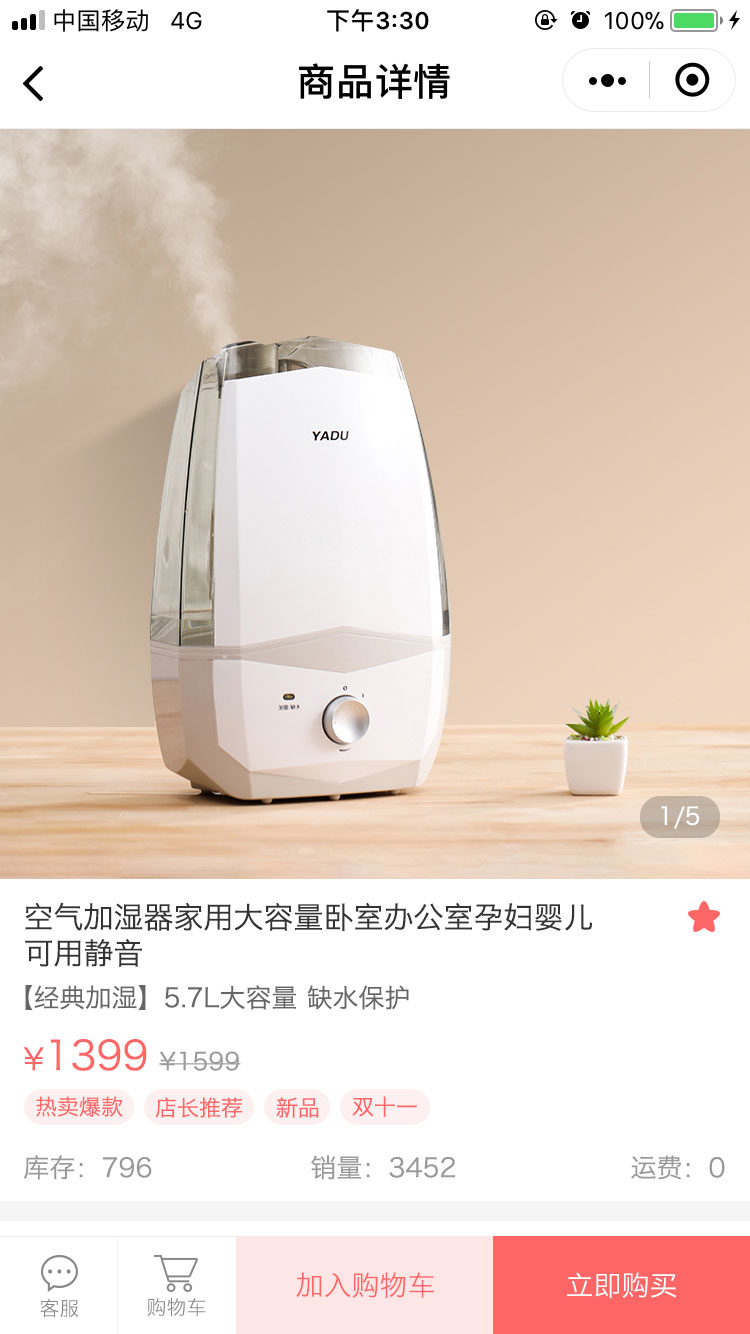 中国移动 4G 下午3:30 100%
商品详情
YADU
加湿/缺水
1/5
空气加湿器家用大容量卧室办公室孕妇婴儿
可用静音
【经典加湿】5.7L大容量 缺水保护
¥1399 ¥1599
热卖爆款 店长推荐 新品 双十一
库存：796 销量：3452 运费：0
客服 购物车 加入购物车 立即购买